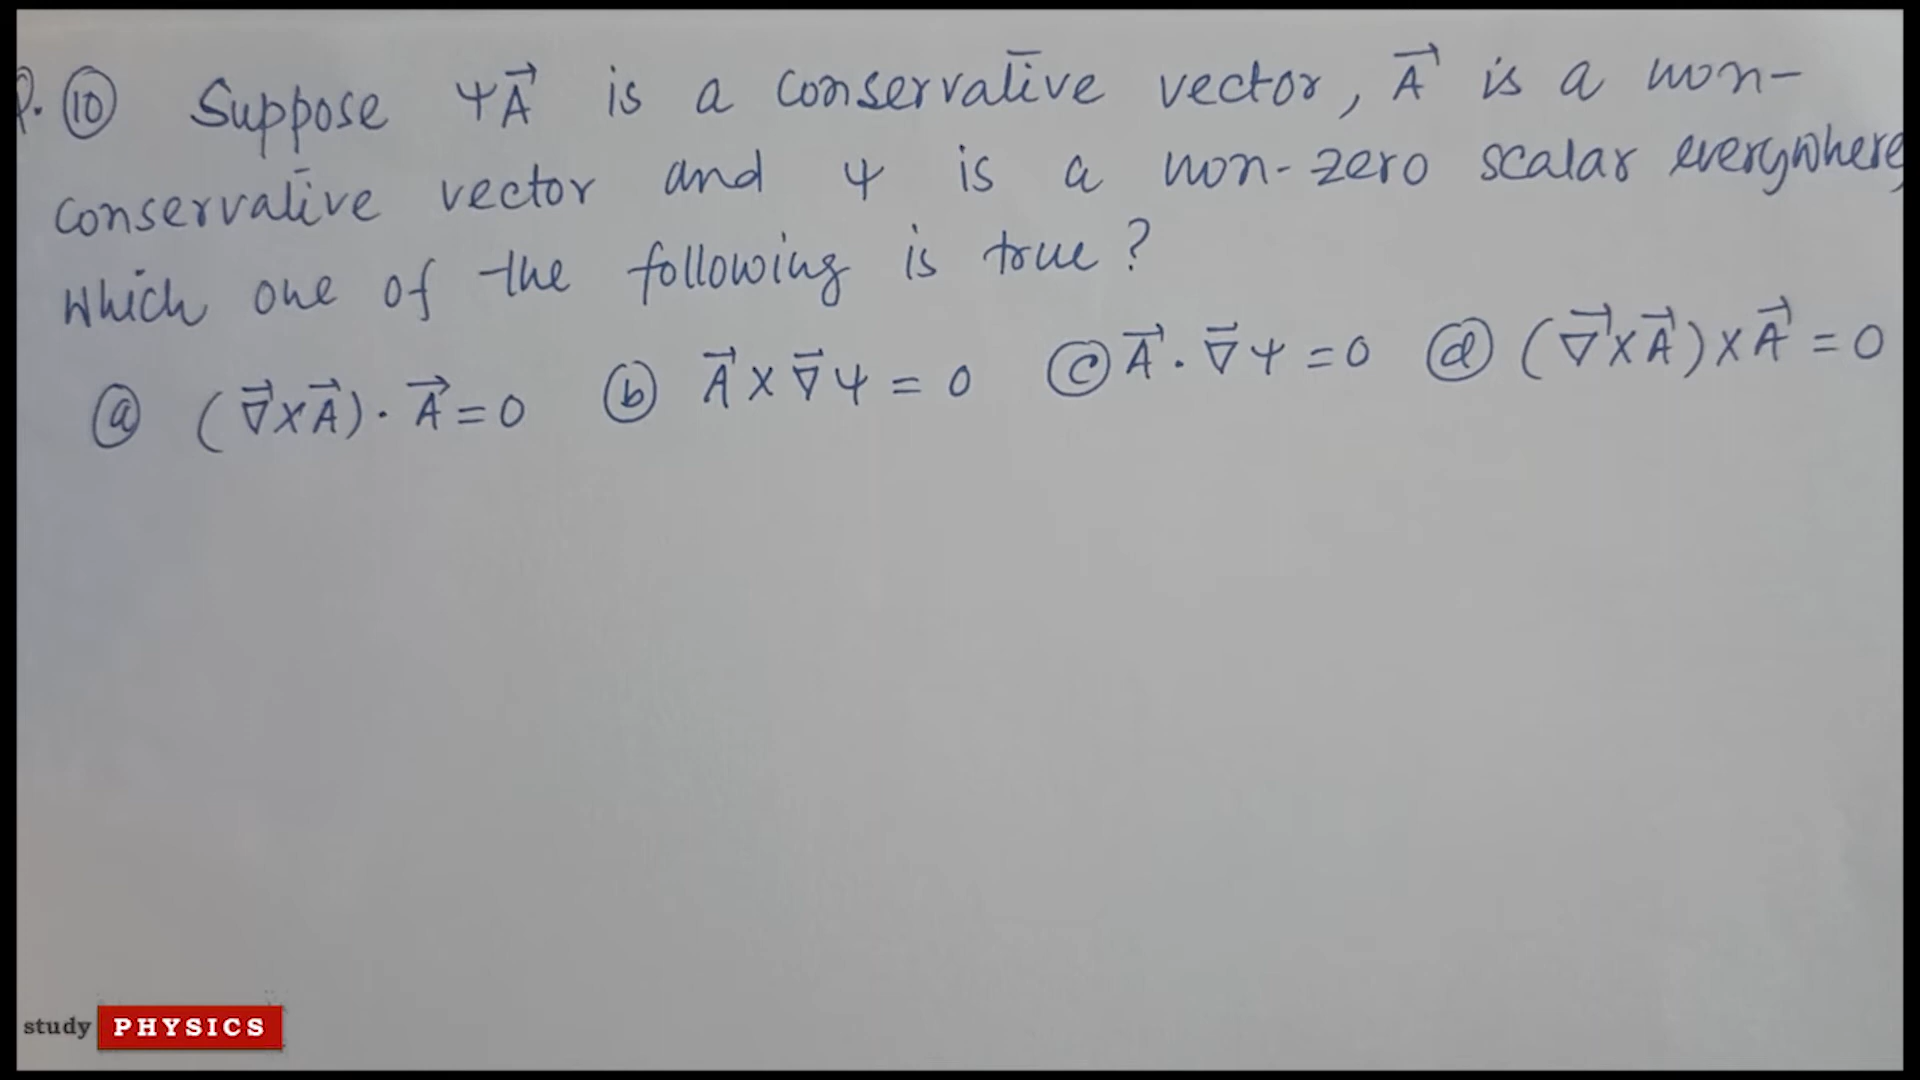 Q. ⑩ Suppose ψA⃗ is a conservative vector, A⃗ is a non-
conservative vector and ψ is a non-zero scalar everywhere,
Which one of the following is true?
ⓐ (∇⃗×A⃗)·A⃗=0 ⓑ A⃗×∇⃗ψ=0 ⓒ A⃗·∇⃗ψ=0 ⓓ (∇⃗×A⃗)×A⃗=0
study PHYSICS